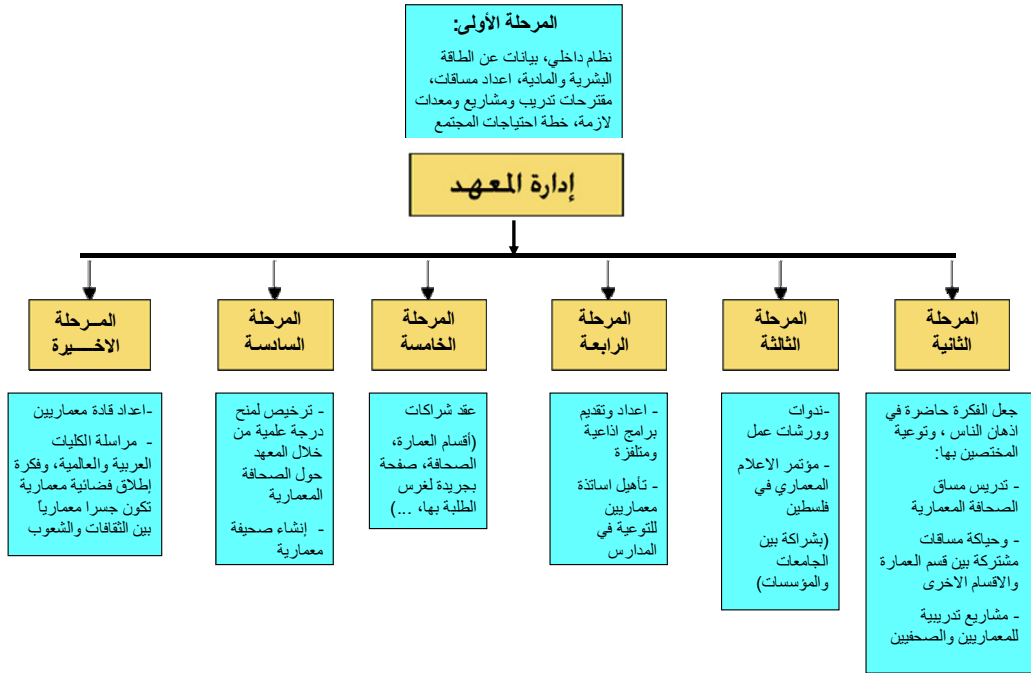 المرحلة الأولى:
نظام داخلي، بيانات عن الطاقة
البشرية والمادية، اعداد مساقات،
مقترحات تدريب ومشاريع ومعدات
لازمة، خطة احتياجات المجتمع
إدارة المعهد
المرحلة
الثانية
جعل الفكرة حاضرة في
اذهان الناس ، وتوعية
المختصين بها:
- تدريس مساق
الصحافة المعمارية
- وحياكة مساقات
مشتركة بين قسم العمارة
والاقسام الاخرى
- مشاريع تدريبية
للمعماريين والصحفيين
المرحلة
الثالثة
-ندوات
وورشات عمل
- مؤتمر الاعلام
المعماري في
فلسطين
(بشراكة بين
الجامعات
والمؤسسات)
المرحلة
الرابعة
- اعداد وتقديم
برامج اذاعية
ومتلفزة
- تأهيل اساتذة
معماريين
للتوعية في
المدارس
المرحلة
الخامسة
عقد شراكات
(أقسام العمارة،
الصحافة، صفحة
بجريدة لغرس
الطلبة بها، ...)
المرحلة
السادسة
- ترخيص لمنح
درجة علمية من
خلال المعهد
حول الصحافة
المعمارية
- إنشاء صحيفة
معمارية
المــرحلة
الاخـــــيرة
-اعداد قادة معماريين
- مراسلة الكليات
العربية والعالمية، وفكرة
إطلاق فضائية معمارية
تكون جسرا معمارياً
بين الثقافات والشعوب